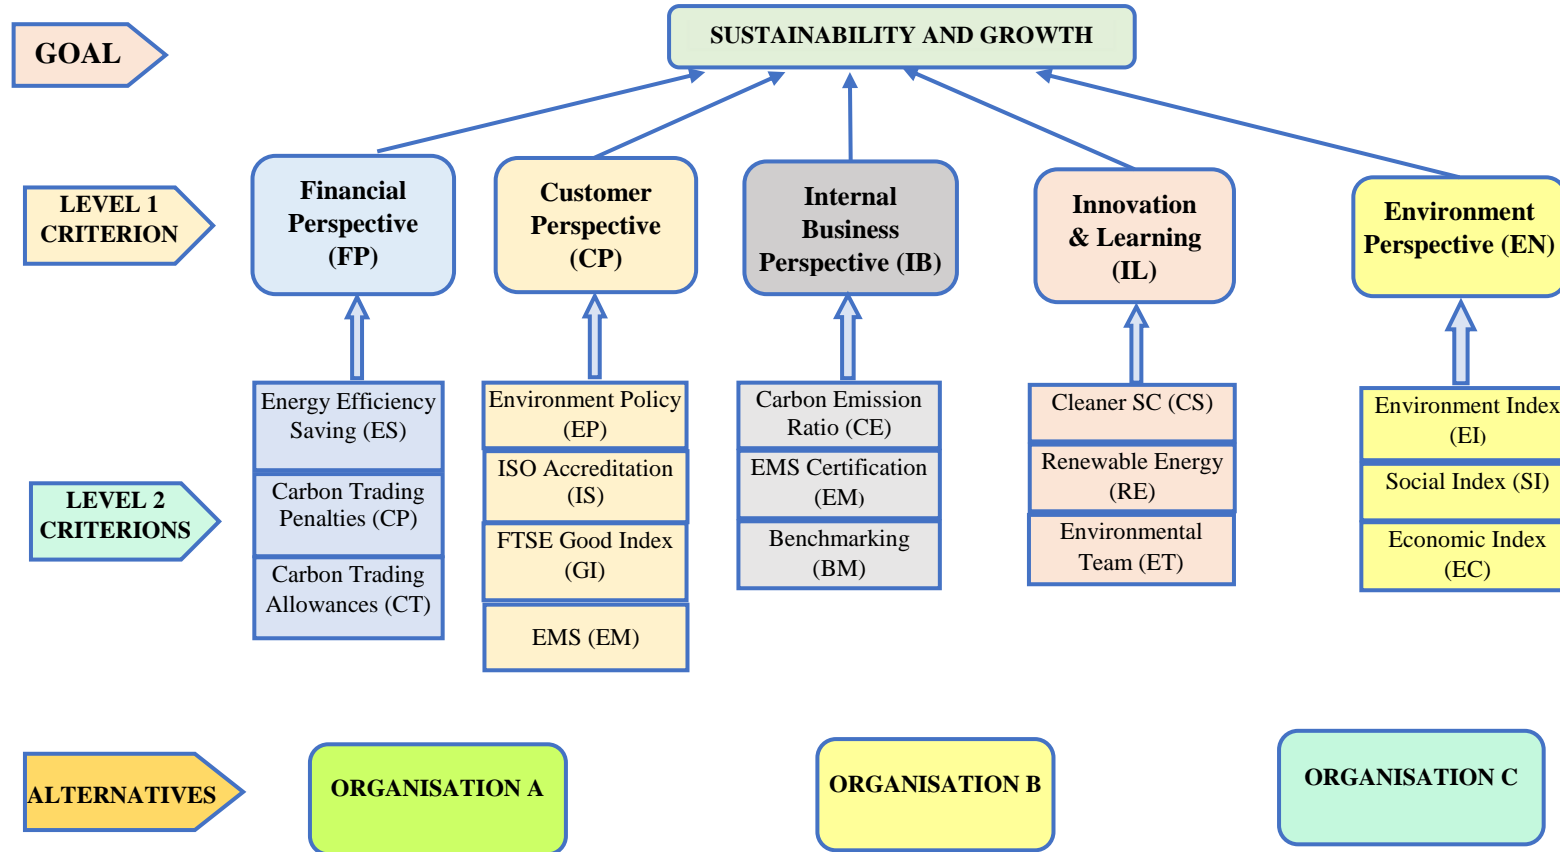 GOAL
SUSTAINABILITY AND GROWTH
LEVEL 1
CRITERION
Financial
Perspective
(FP)
Customer
Perspective
(CP)
Internal
Business
Perspective (IB)
Innovation
& Learning
(IL)
Environment
Perspective (EN)
LEVEL 2
CRITERIONS
Energy Efficiency
Saving (ES)
Carbon Trading
Penalties (CP)
Carbon Trading
Allowances (CT)
Environment Policy
(EP)
ISO Accreditation
(IS)
FTSE Good Index
(GI)
EMS (EM)
Carbon Emission
Ratio (CE)
EMS Certification
(EM)
Benchmarking
(BM)
Cleaner SC (CS)
Renewable Energy
(RE)
Environmental
Team (ET)
Environment Index
(EI)
Social Index (SI)
Economic Index
(EC)
ALTERNATIVES
ORGANISATION A
ORGANISATION B
ORGANISATION C